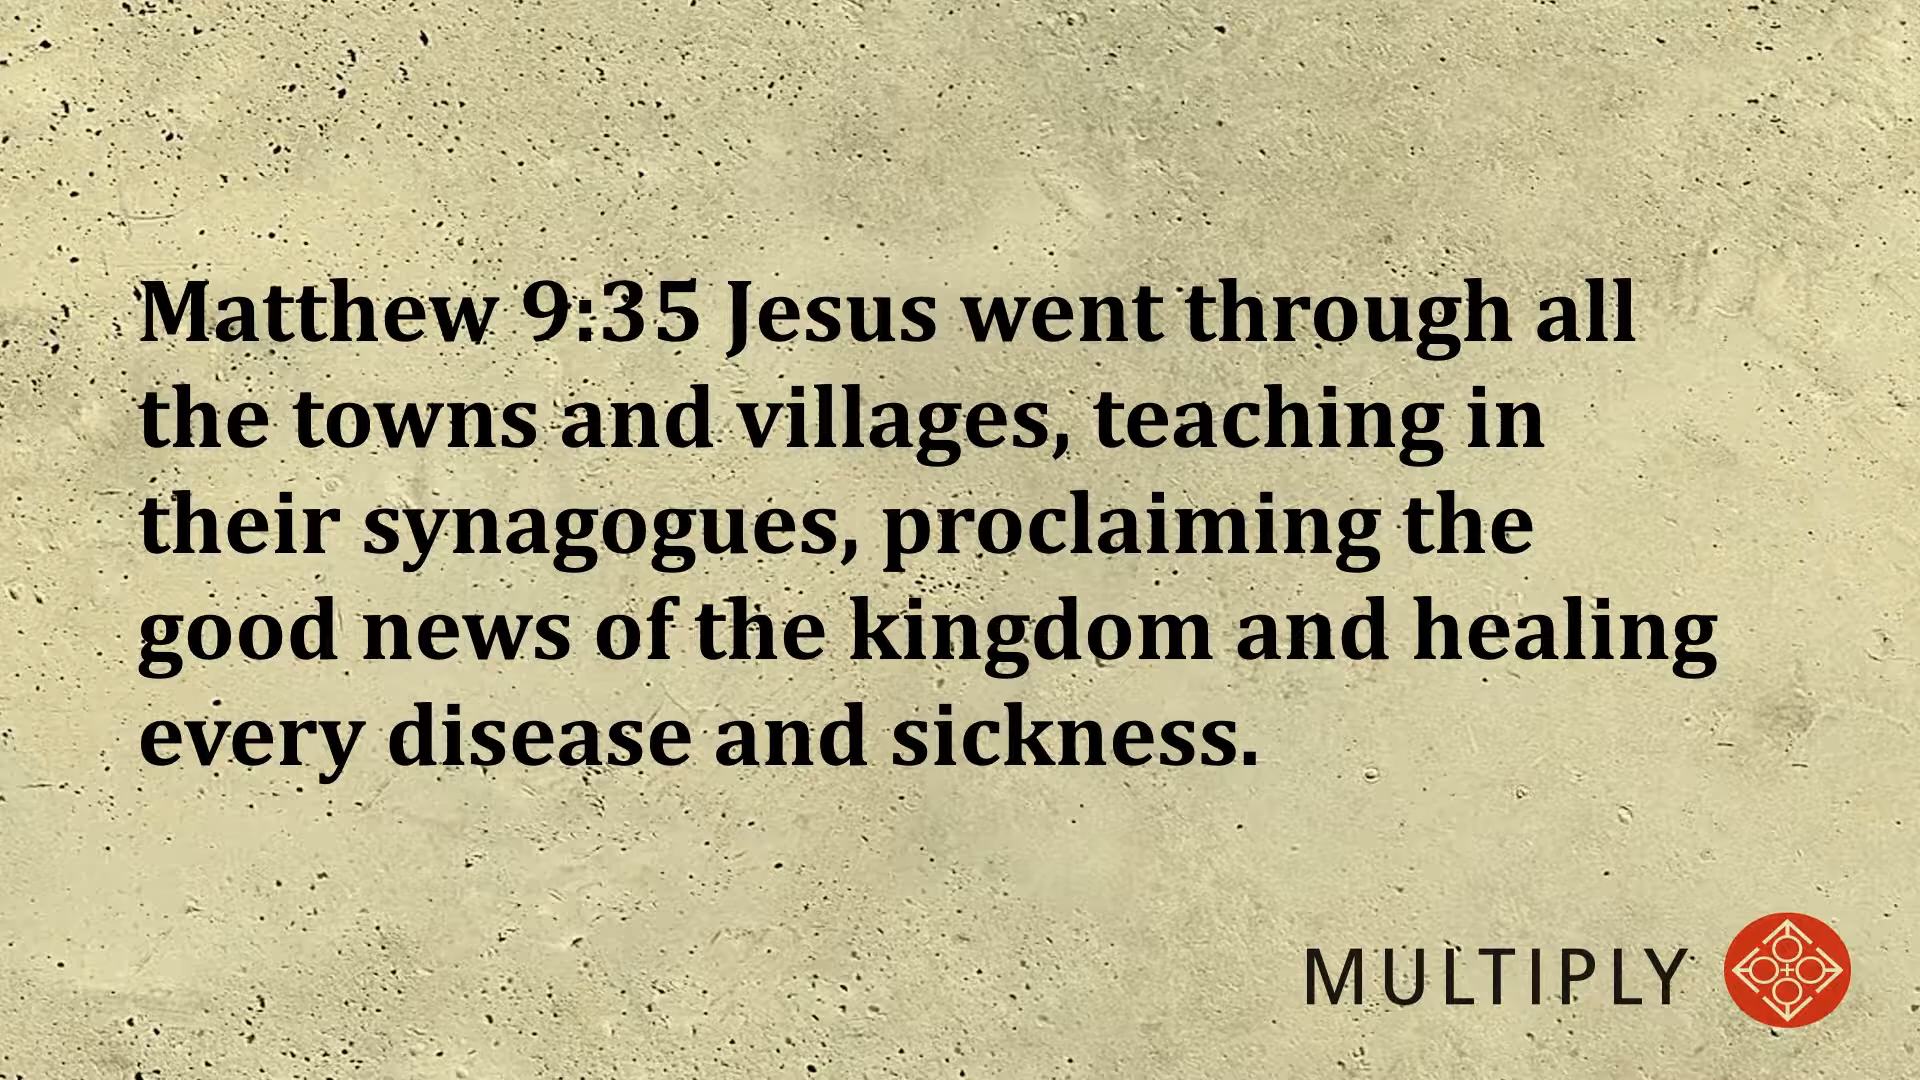 Matthew 9:35 Jesus went through all
the towns and villages, teaching in
their synagogues, proclaiming the
good news of the kingdom and healing
every disease and sickness.
MULTIPLY